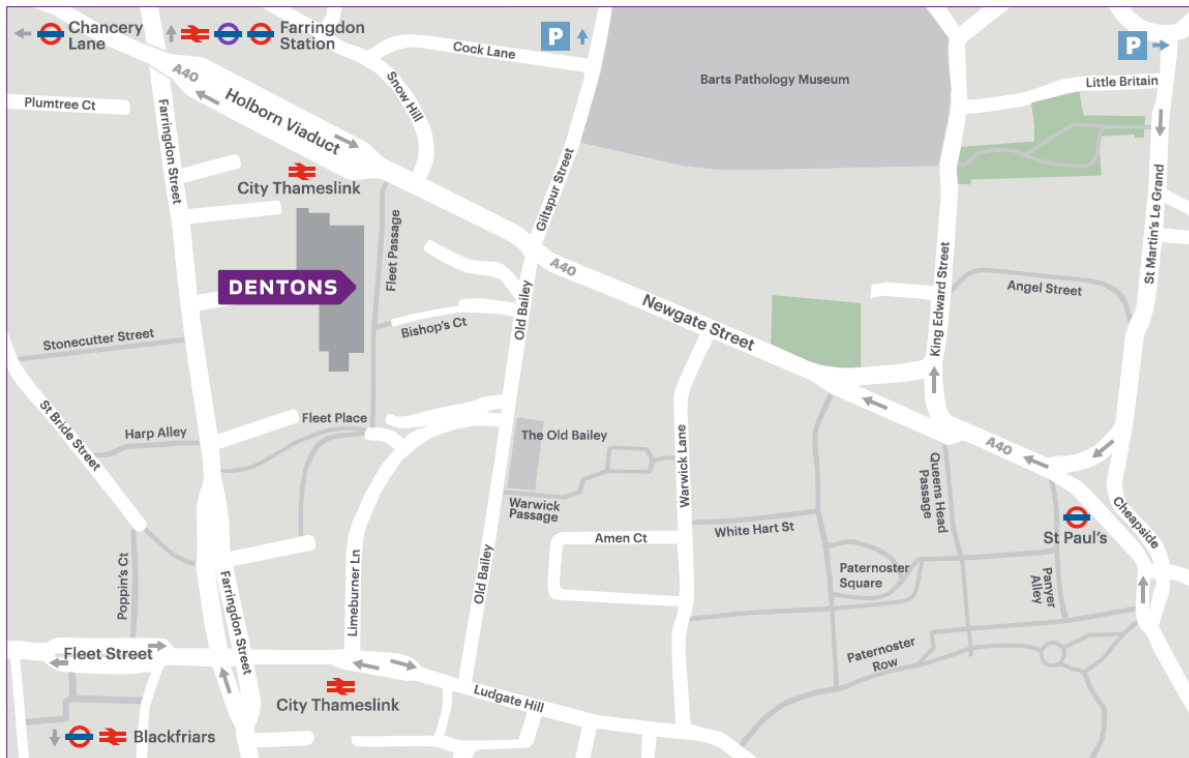 Chancery
Lane
Farringdon
Station
P
P
Cock Lane
A40
Snow Hill
Barts Pathology Museum
Little Britain
Plumtree Ct
Holborn Viaduct
Farringdon Street
City Thameslink
Giltspur Street
Fleet Passage
St Martin's Le Grand
DENTONS
A40
Newgate Street
King Edward Street
Angel Street
Old Bailey
Bishop's Ct
Stonecutter Street
St Bride Street
Harp Alley
Fleet Place
The Old Bailey
Warwick Lane
A40
Queens Head
Passage
Cheapside
Warwick
Passage
White Hart St
St Paul's
Amen Ct
Paternoster
Square
Panyer
Alley
Poppin's Ct
Farringdon Street
Limeburner Ln
Old Bailey
Fleet Street
Paternoster
Row
City Thameslink
Ludgate Hill
Blackfriars